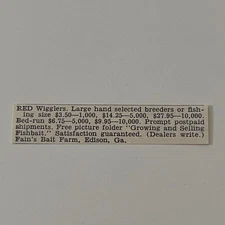 RED Wigglers. Large hand selected breeders or fish-
ing size $3.50—1,000, $14.25—5,000, $27.95—10,000.
Bed-run $6.75—5,000, $9.95—10,000. Prompt postpaid
shipments. Free picture folder "Growing and Selling
Fishbait." Satisfaction guaranteed. (Dealers write.)
Fain's Bait Farm, Edison, Ga.